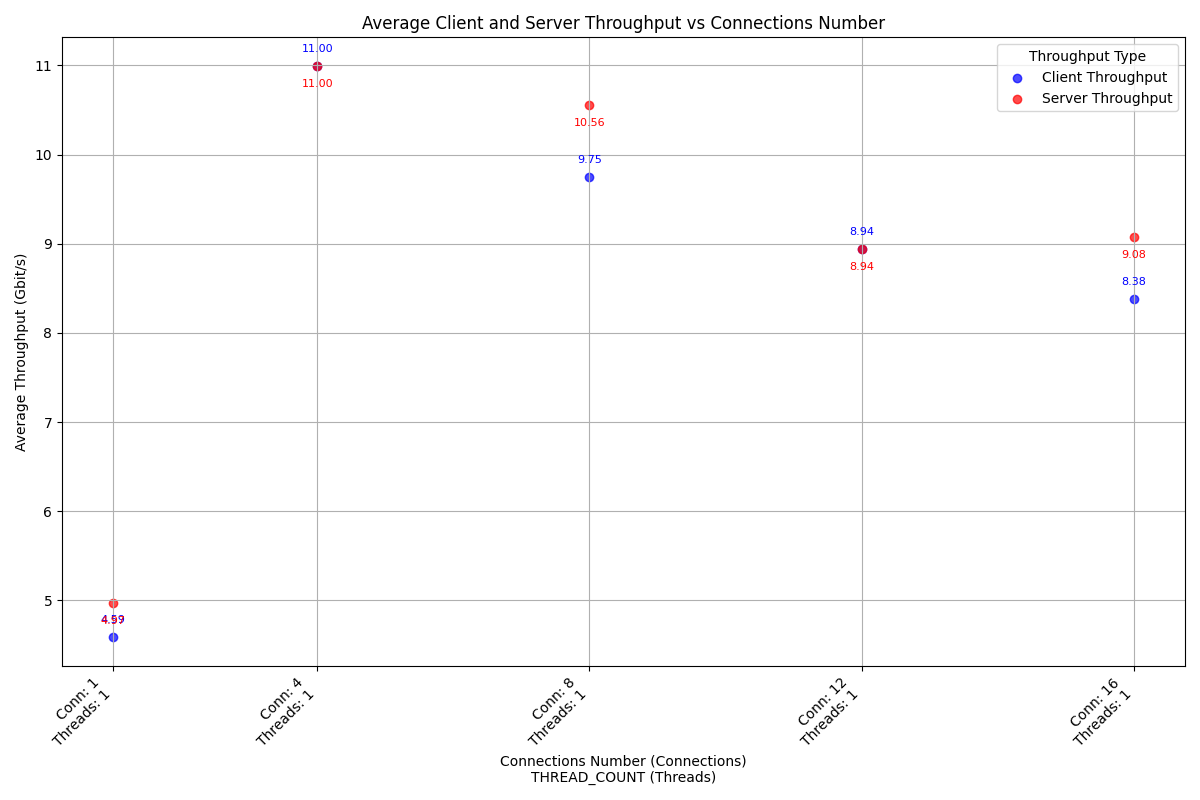 Average Client and Server Throughput vs Connections Number
Average Throughput (Gbit/s)
11
10
9
8
7
6
5
Throughput Type
Client Throughput
Server Throughput
11.00
11.00
10.56
9.75
8.94
8.94
9.08
8.38
Conn: 1
Threads: 1
Conn: 4
Threads: 1
Conn: 8
Threads: 1
Conn: 12
Threads: 1
Conn: 16
Threads: 1
Connections Number (Connections)
THREAD_COUNT (Threads)